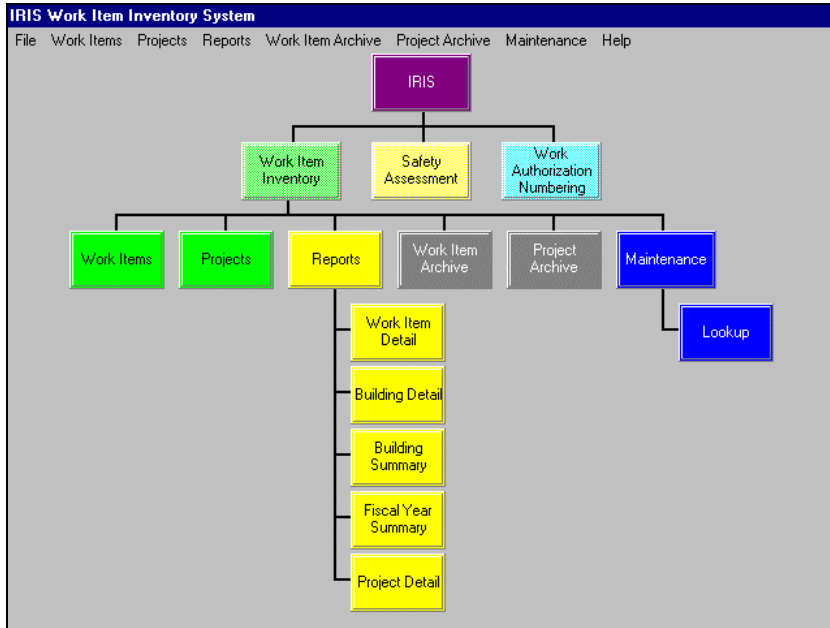 IRIS Work Item Inventory System
File Work Items Projects Reports Work Item Archive Project Archive Maintenance Help
IRIS
Work Item
Inventory
Safety
Assessment
Work
Authorization
Numbering
Work Items
Projects
Reports
Work Item
Archive
Project
Archive
Maintenance
Work Item
Detail
Lookup
Building Detail
Building
Summary
Fiscal Year
Summary
Project Detail